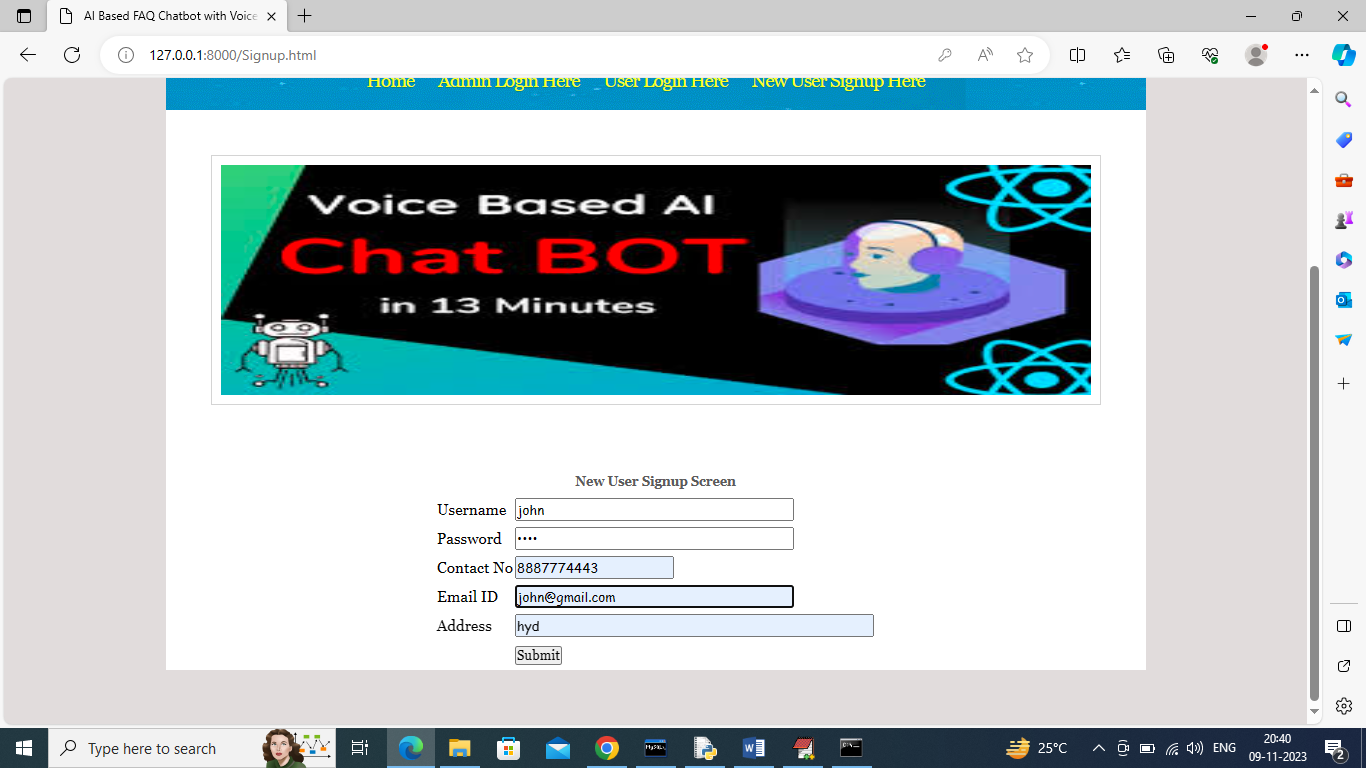 AI Based FAQ Chatbot with Voice
127.0.0.1:8000/Signup.html
Home Admin Login Here User Login Here New User Signup Here
Voice Based AI
Chat BOT
in 13 Minutes
New User Signup Screen
Username john
Password ••••
Contact No 8887774443
Email ID john@gmail.com
Address hyd
Submit
Type here to search
MySQL
25°C
ENG
20:40
09-11-2023
2